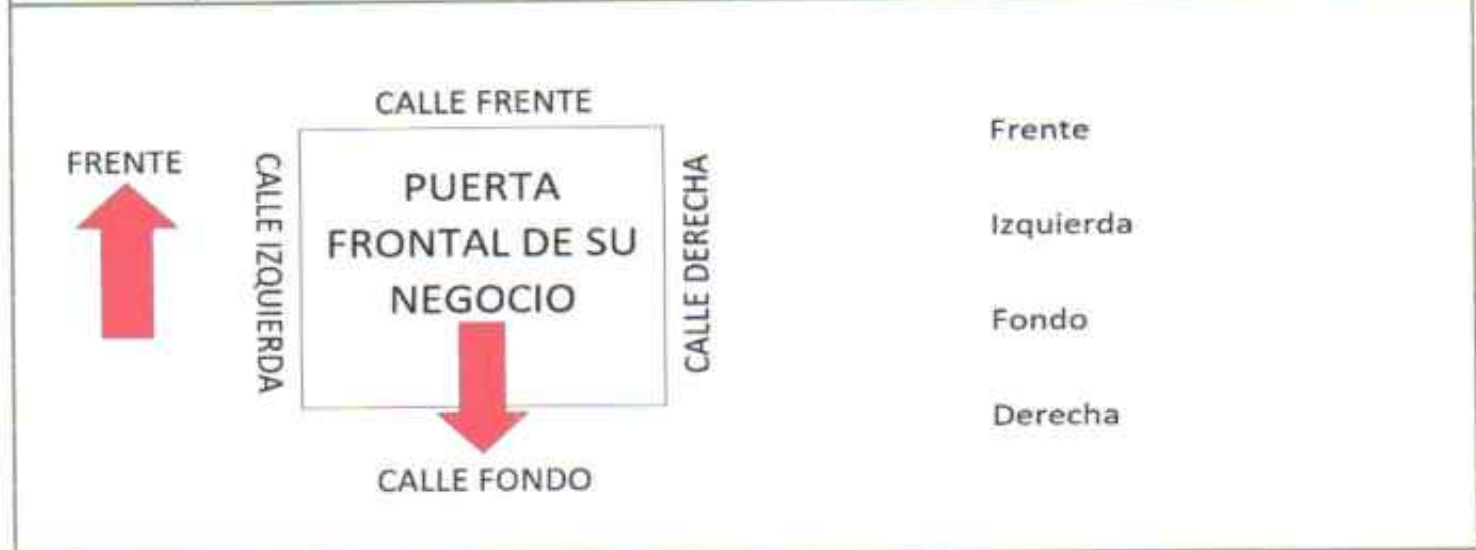 CALLE FRENTE
FRENTE
CALLE IZQUIERDA
PUERTA
FRONTAL DE SU
NEGOCIO
CALLE DERECHA
CALLE FONDO
Frente
Izquierda
Fondo
Derecha